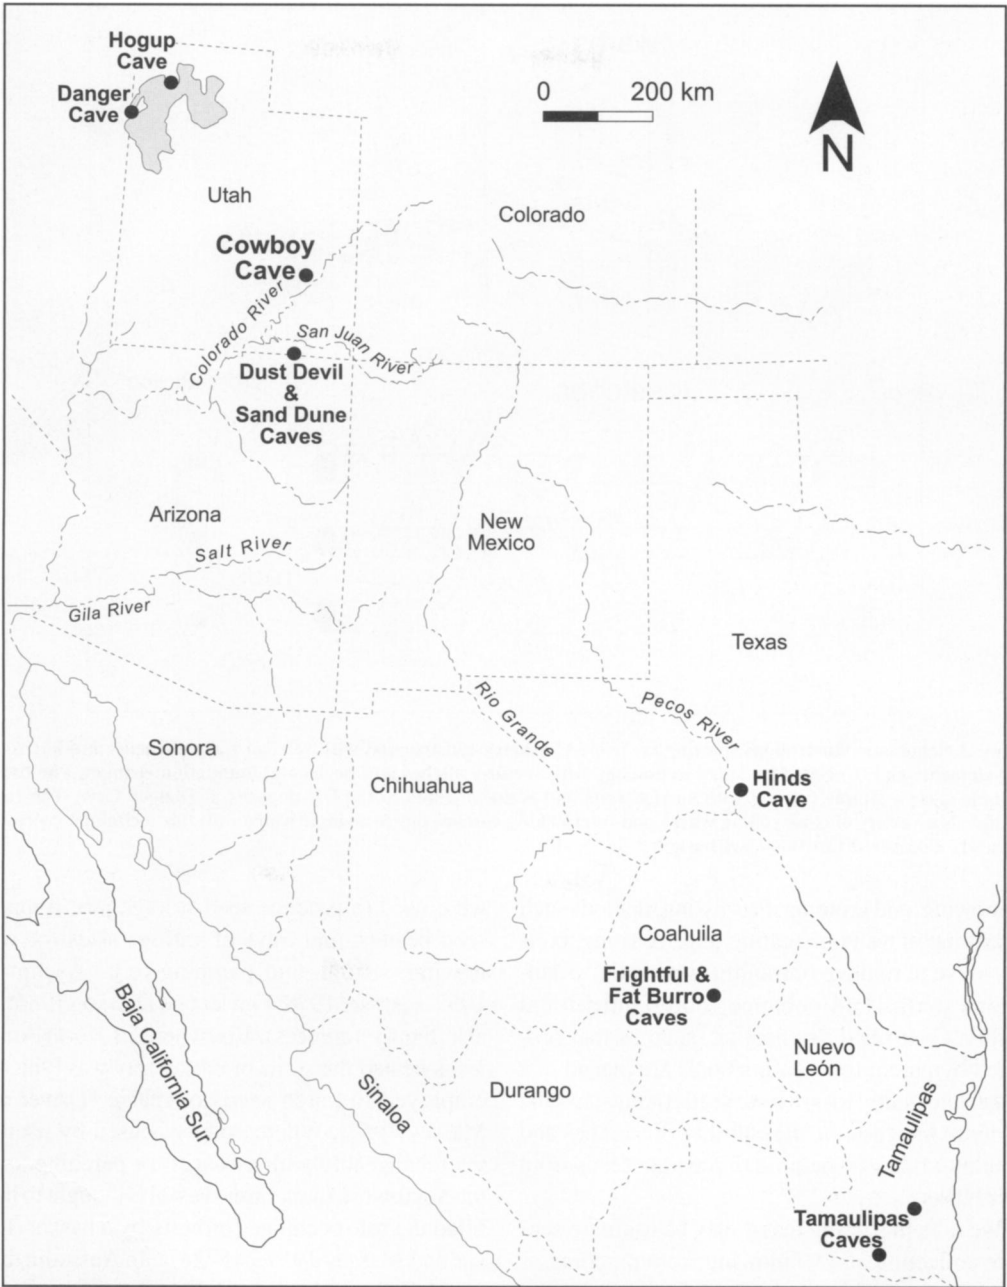 Hogup
Cave
0 200 km
Danger
Cave
N
Utah
Colorado
Cowboy
Cave
Colorado River
San Juan River
Dust Devil
&
Sand Dune
Caves
Arizona
New
Mexico
Salt River
Gila River
Texas
Rio Grande
Pecos River
Sonora
Chihuahua
Hinds
Cave
Coahuila
Frightful &
Fat Burro
Caves
Baja California Sur
Nuevo
León
Sinaloa
Durango
Tamaulipas
Tamaulipas
Caves